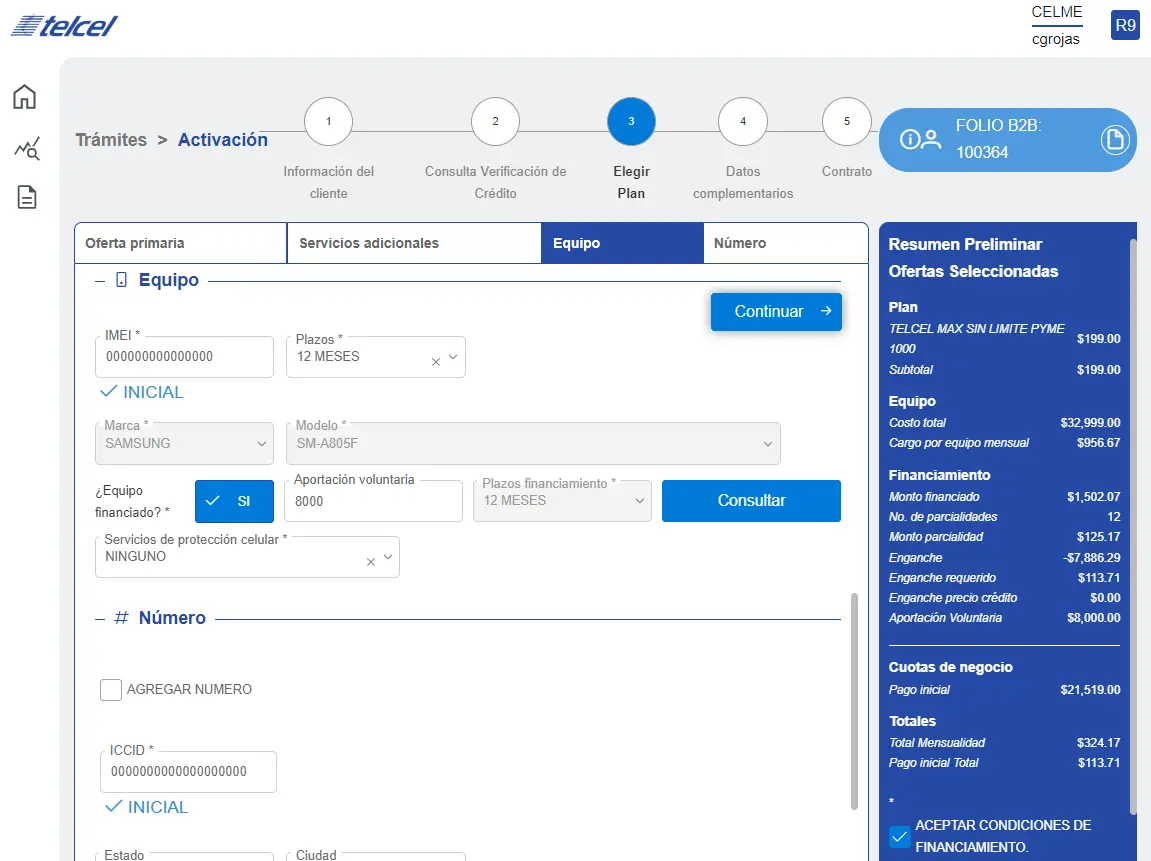 telcel
CELME
cgrojas
R9
Trámites > Activación
1
Información del
cliente
2
Consulta Verificación de
Crédito
3
Elegir
Plan
4
Datos
complementarios
5
Contrato
FOLIO B2B:
100364
Oferta primaria
Servicios adicionales
Equipo
Número
Equipo
Continuar
IMEI *
000000000000000
Plazos *
12 MESES
INICIAL
Marca *
SAMSUNG
Modelo *
SM-A805F
¿Equipo
financiado? *
SI
Aportación voluntaria
8000
Plazos financiamiento *
12 MESES
Consultar
Servicios de protección celular *
NINGUNO
# Número
AGREGAR NUMERO
ICCID *
0000000000000000000
INICIAL
Estado
Ciudad
Resumen Preliminar
Ofertas Seleccionadas
Plan
TELCEL MAX SIN LIMITE PYME
1000 $199.00
Subtotal $199.00
Equipo
Costo total $32,999.00
Cargo por equipo mensual $956.67
Financiamiento
Monto financiado $1,502.07
No. de parcialidades 12
Monto parcialidad $125.17
Enganche -$7,886.29
Enganche requerido $113.71
Enganche precio crédito $0.00
Aportación Voluntaria $8,000.00
Cuotas de negocio
Pago inicial $21,519.00
Totales
Total Mensualidad $324.17
Pago inicial Total $113.71
*
ACEPTAR CONDICIONES DE
FINANCIAMIENTO.